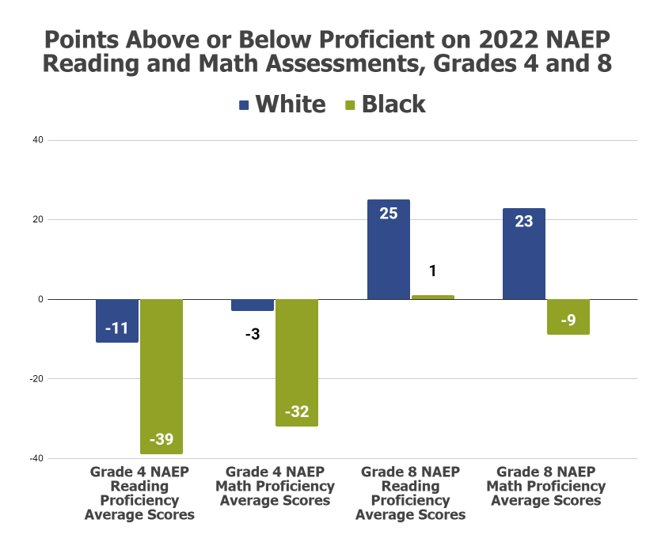 Points Above or Below Proficient on 2022 NAEP
Reading and Math Assessments, Grades 4 and 8
White Black
40
20
0
-20
-40
-11
-39
-3
-32
25
1
23
-9
Grade 4 NAEP
Reading
Proficiency
Average Scores
Grade 4 NAEP
Math Proficiency
Average Scores
Grade 8 NAEP
Reading
Proficiency
Average Scores
Grade 8 NAEP
Math Proficiency
Average Scores